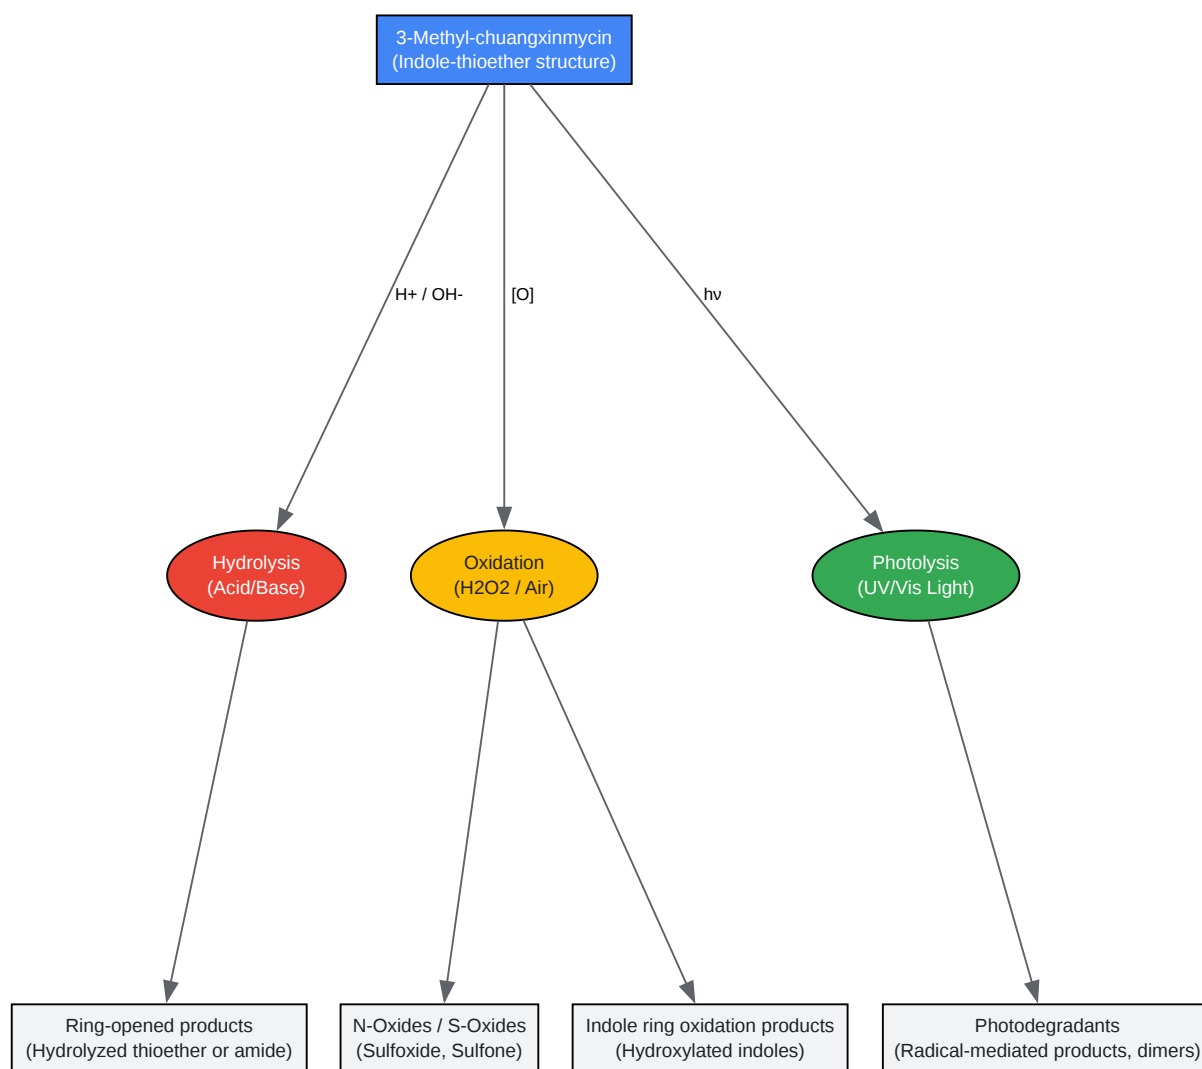 3-Methyl-chuangxinmycin
(Indole-thioether structure)
H+ / OH-
[O]
hν
Hydrolysis
(Acid/Base)
Oxidation
(H2O2 / Air)
Photolysis
(UV/Vis Light)
Ring-opened products
(Hydrolyzed thioether or amide)
N-Oxides / S-Oxides
(Sulfoxide, Sulfone)
Indole ring oxidation products
(Hydroxylated indoles)
Photodegradants
(Radical-mediated products, dimers)